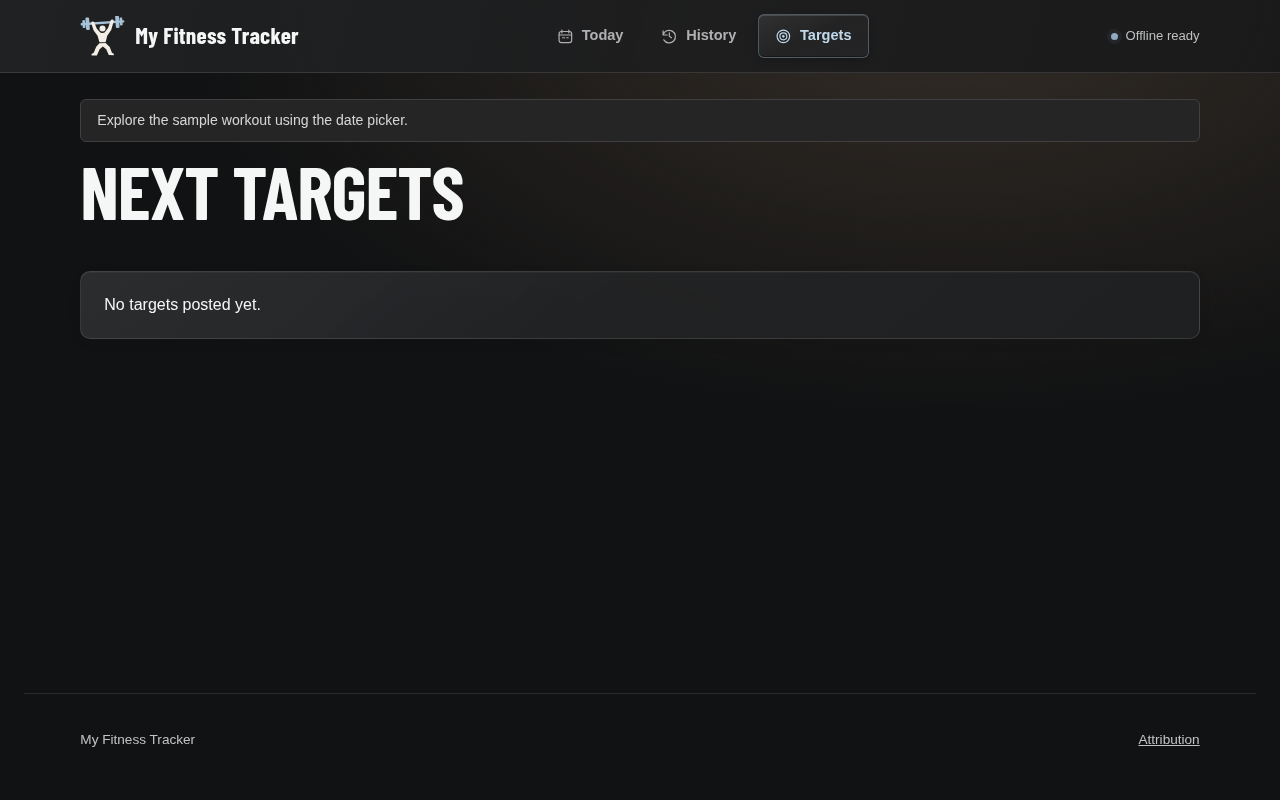 My Fitness Tracker
Today
History
Targets
Offline ready
Explore the sample workout using the date picker.
NEXT TARGETS
No targets posted yet.
My Fitness Tracker
Attribution